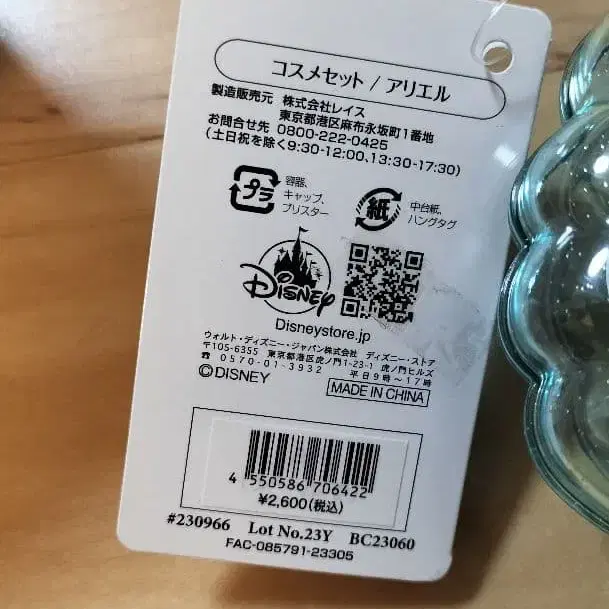 コスメセット / アリエル
製造販売元 株式会社レイス
東京都港区麻布永坂町1番地
お問合せ先 0800-222-0425
(土日祝を除く9:30-12:00,13:30-17:30)
プラ
容器、
キャップ、
ブリスター
紙
中台紙、
ハングタグ
DISNEY
Disneystore.jp
ウォルト・ディズニー・ジャパン株式会社 ディズニー・ストア
〒105-6355 東京都港区虎ノ門1-23-1 虎ノ門ヒルズ
☎ 0570-01-3932 平日9時～17時
©DISNEY
MADE IN CHINA
4 550586 706422
¥2,600(税込)
#230966 Lot No.23Y BC23060
FAC-085791-23305